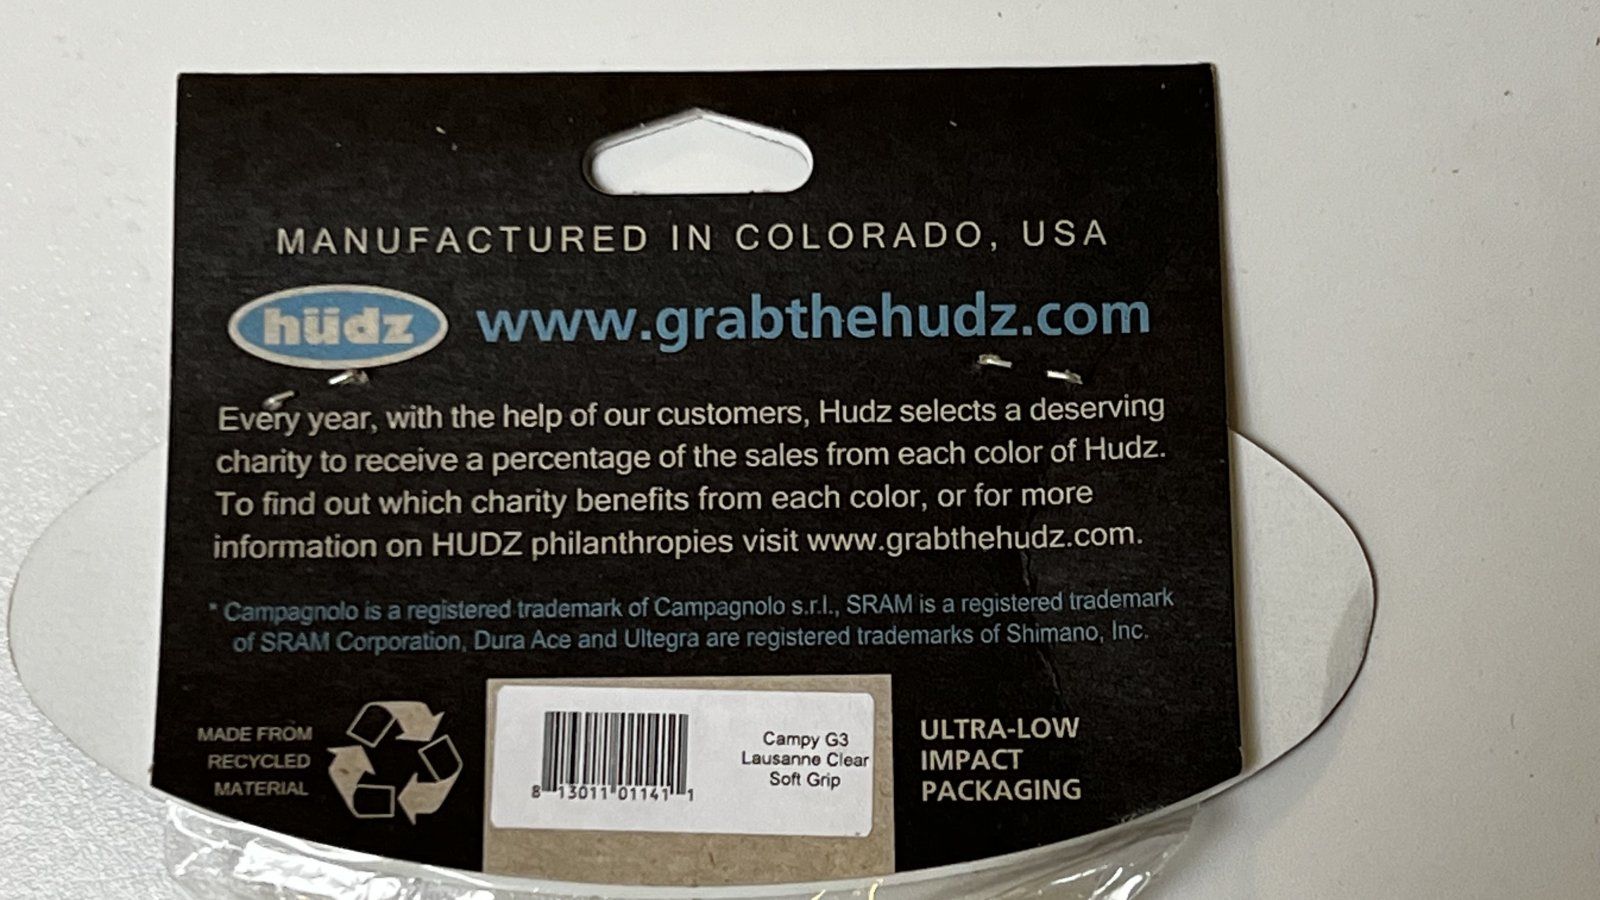 MANUFACTURED IN COLORADO, USA
hüdz www.grabthehudz.com
Every year, with the help of our customers, Hudz selects a deserving
charity to receive a percentage of the sales from each color of Hudz.
To find out which charity benefits from each color, or for more
information on HUDZ philanthropies visit www.grabthehudz.com.
* Campagnolo is a registered trademark of Campagnolo s.r.l., SRAM is a registered trademark
of SRAM Corporation, Dura Ace and Ultegra are registered trademarks of Shimano, Inc.
MADE FROM
RECYCLED
MATERIAL
8 13011 01141 1
Campy G3
Lausanne Clear
Soft Grip
ULTRA-LOW
IMPACT
PACKAGING